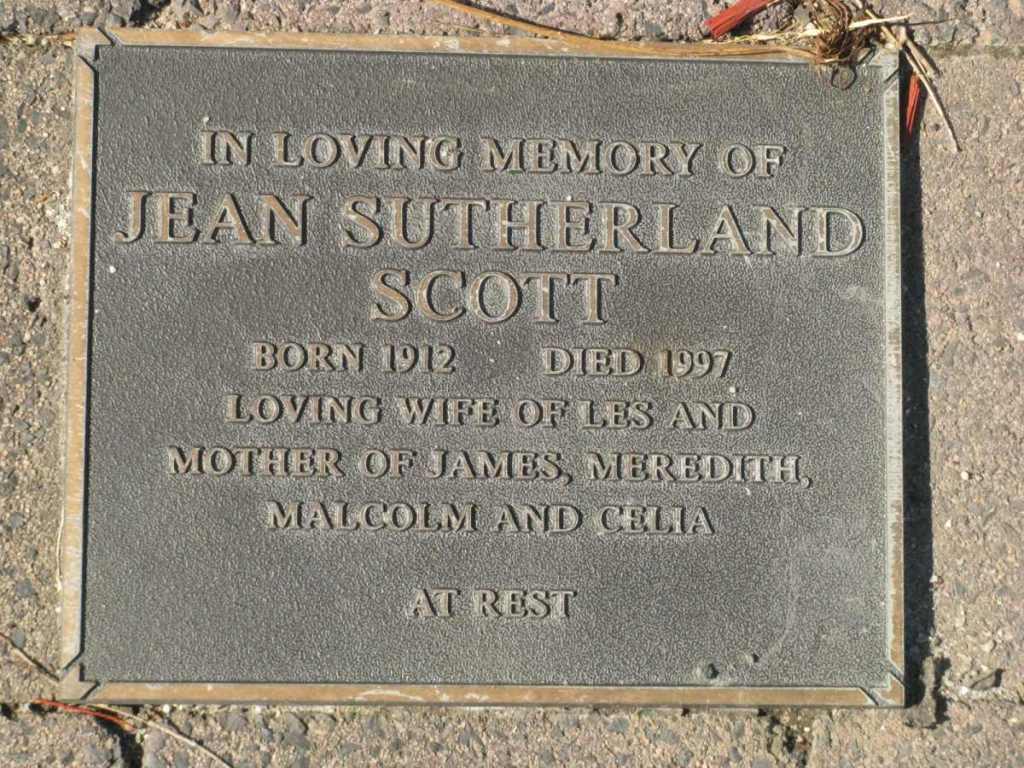 IN LOVING MEMORY OF
JEAN SUTHERLAND
SCOTT
BORN 1912 DIED 1997
LOVING WIFE OF LES AND
MOTHER OF JAMES, MEREDITH,
MALCOLM AND CELIA
AT REST